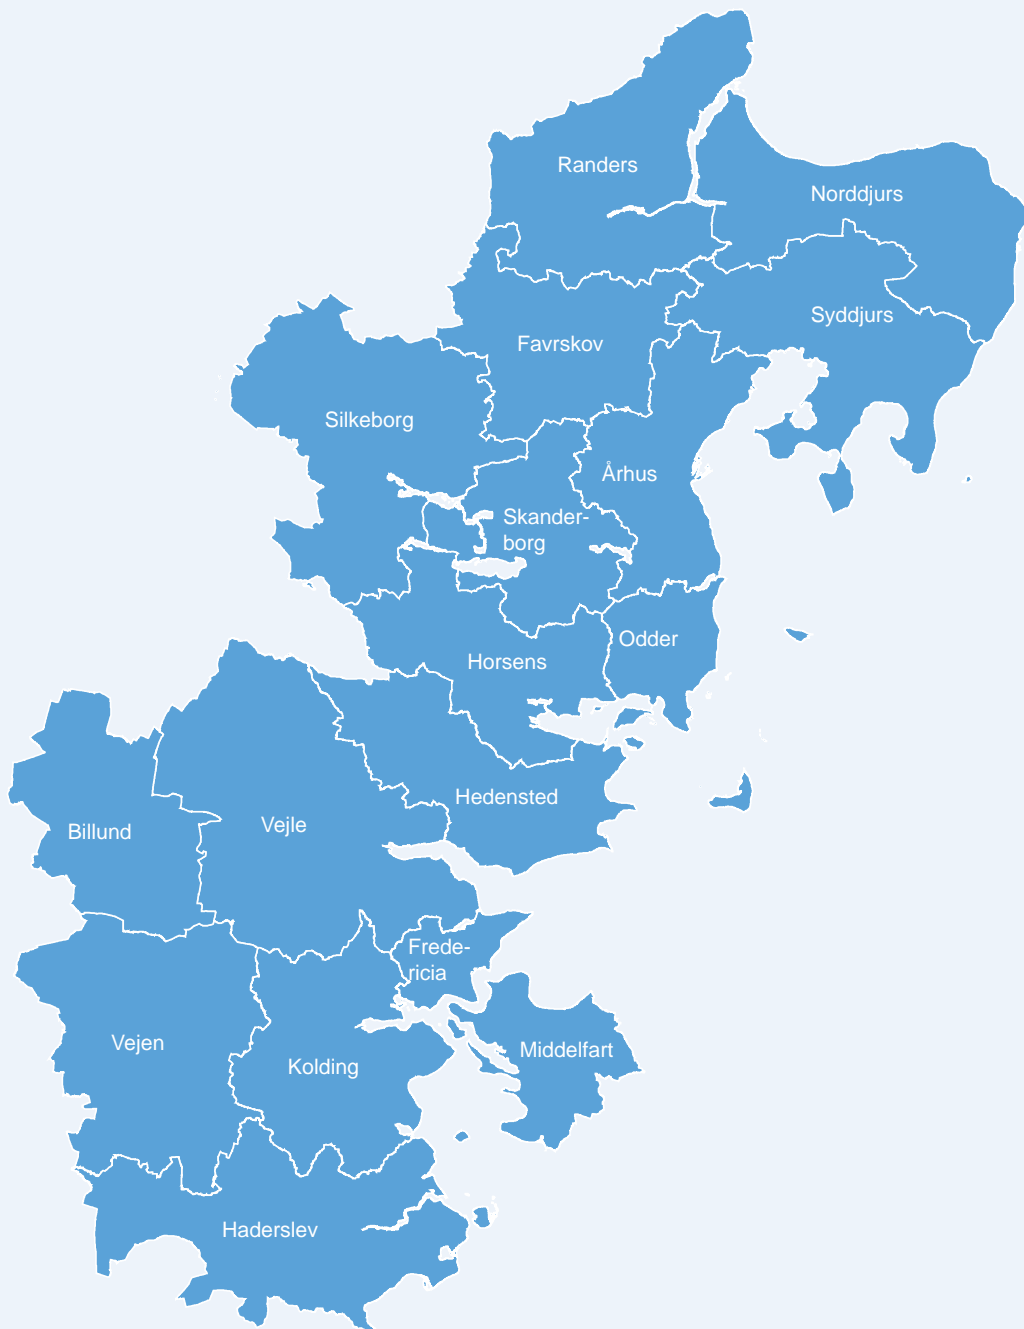 Randers
Norddjurs
Syddjurs
Favrskov
Silkeborg
Århus
Skander-
borg
Odder
Horsens
Hedensted
Vejle
Billund
Frede-
ricia
Vejen
Middelfart
Kolding
Haderslev